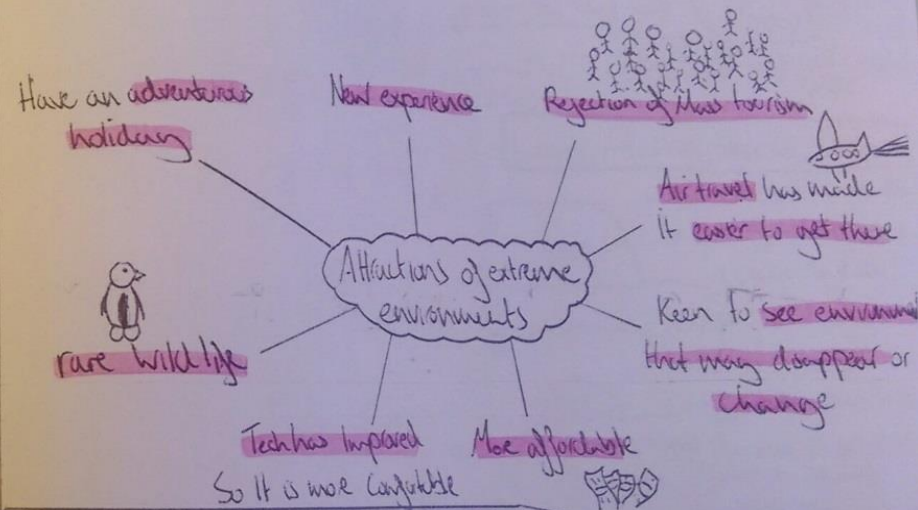 Have an adventurous
holiday
New experience
Rejection of Mass tourism
Air travel has made
it easier to get there
Attractions of extreme
environments
Keen to see environmen
that may disappear or
change
rare wildlife
Tech has improved
So it is more comfortable
More affordable